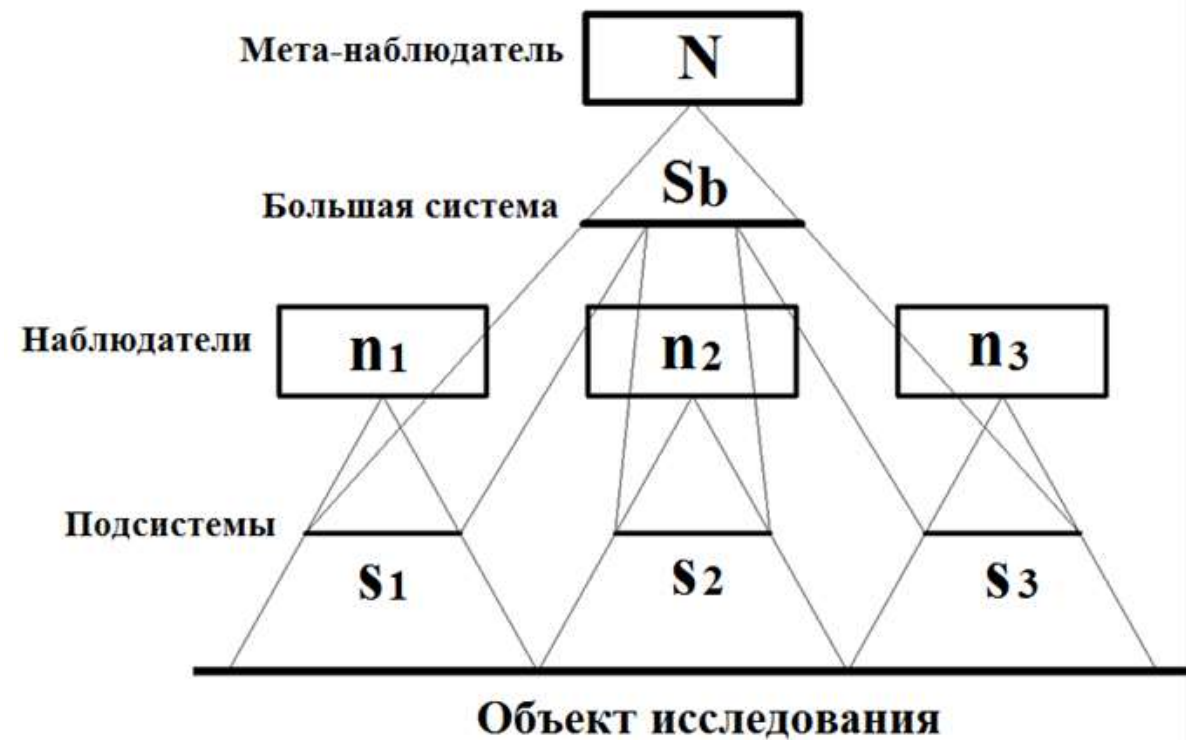 Мета-наблюдатель N
Sb
Большая система
Наблюдатели n1 n2 n3
Подсистемы
s1 s2 s3
Объект исследования